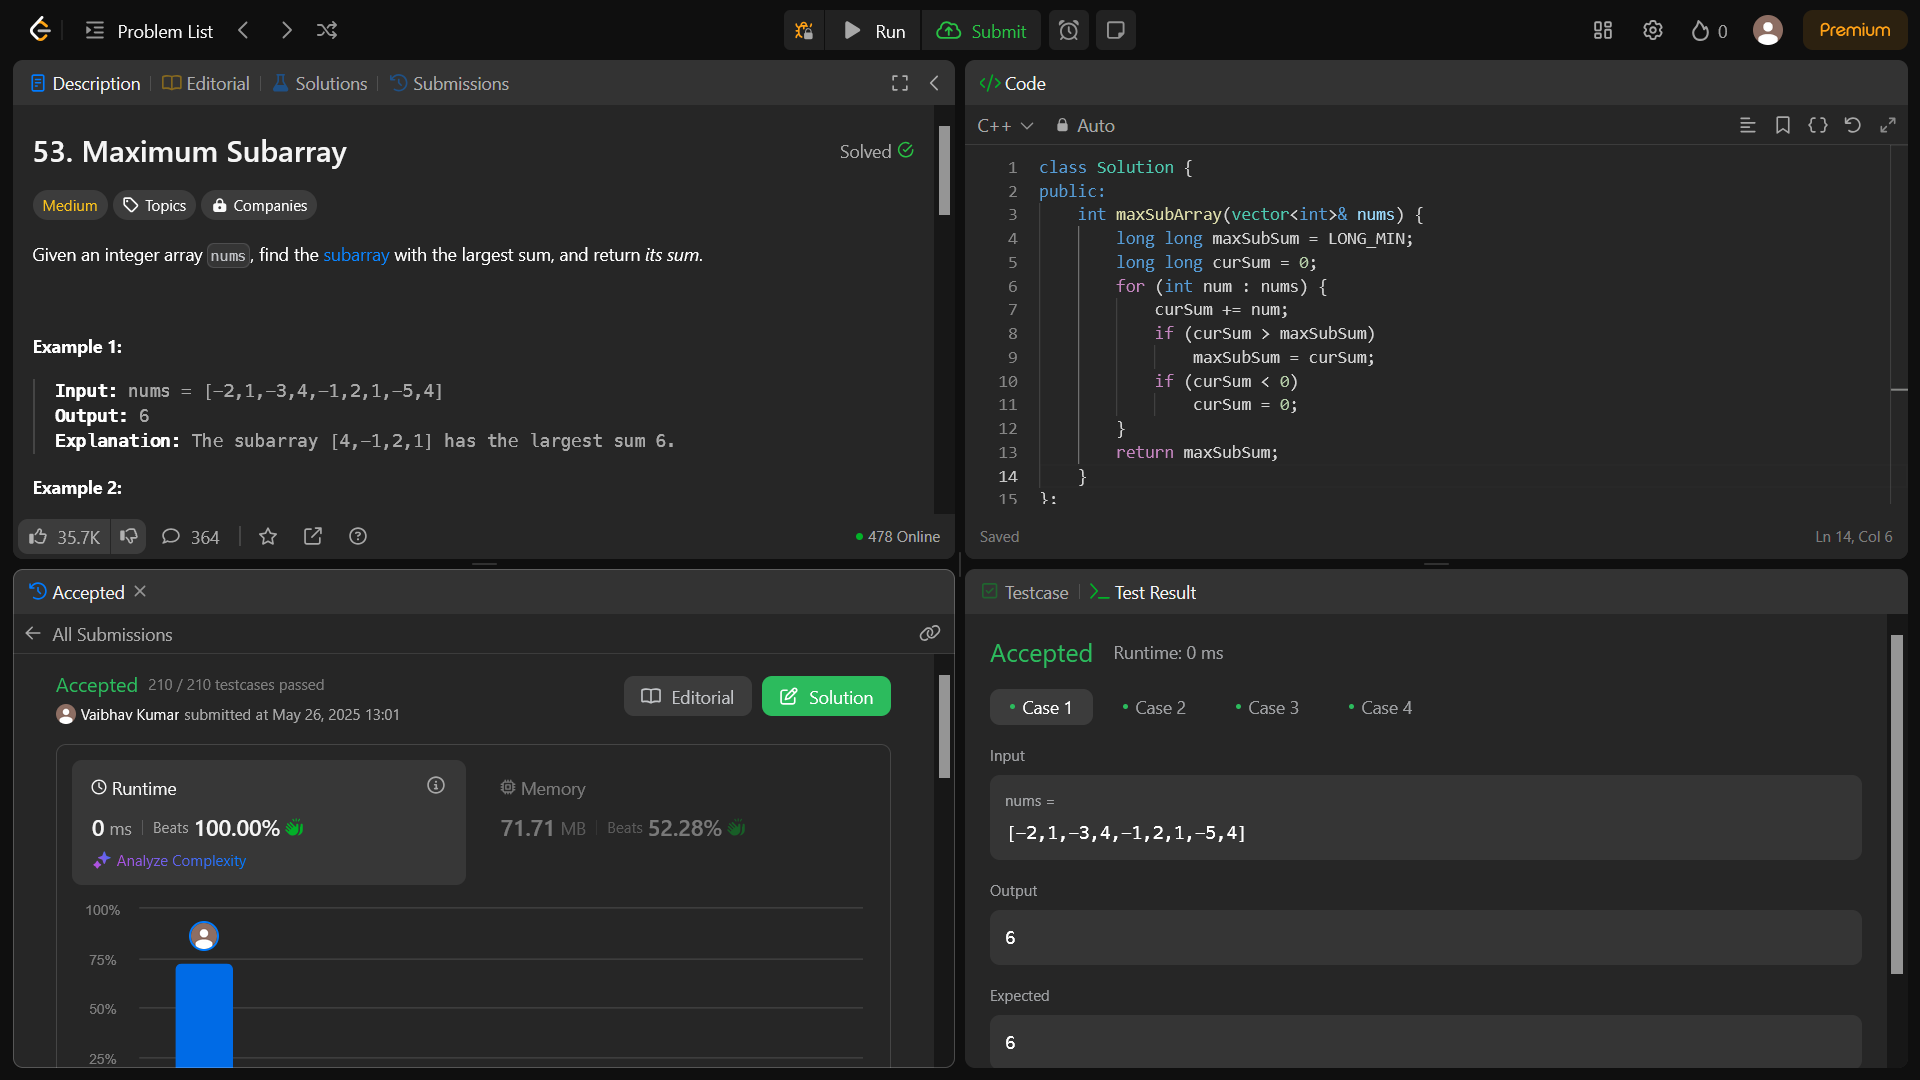 Problem List
Run
Submit
0
Premium
Description
Editorial
Solutions
Submissions
53. Maximum Subarray
Solved
Medium
Topics
Companies
Given an integer array nums, find the subarray with the largest sum, and return its sum.
Example 1:
Input: nums = [-2,1,-3,4,-1,2,1,-5,4]
Output: 6
Explanation: The subarray [4,-1,2,1] has the largest sum 6.
Example 2:
35.7K
364
478 Online
Code
C++
Auto
1 class Solution {
2 public:
3     int maxSubArray(vector<int>& nums) {
4         long long maxSubSum = LONG_MIN;
5         long long curSum = 0;
6         for (int num : nums) {
7             curSum += num;
8             if (curSum > maxSubSum)
9                 maxSubSum = curSum;
10             if (curSum < 0)
11                 curSum = 0;
12         }
13         return maxSubSum;
14     }
15 };
Saved
Ln 14, Col 6
Accepted
All Submissions
Accepted 210 / 210 testcases passed
Vaibhav Kumar submitted at May 26, 2025 13:01
Editorial
Solution
Runtime
0 ms Beats 100.00%
Analyze Complexity
Memory
71.71 MB Beats 52.28%
100%
75%
50%
25%
Testcase
Test Result
Accepted Runtime: 0 ms
Case 1
Case 2
Case 3
Case 4
Input
nums =
[-2,1,-3,4,-1,2,1,-5,4]
Output
6
Expected
6